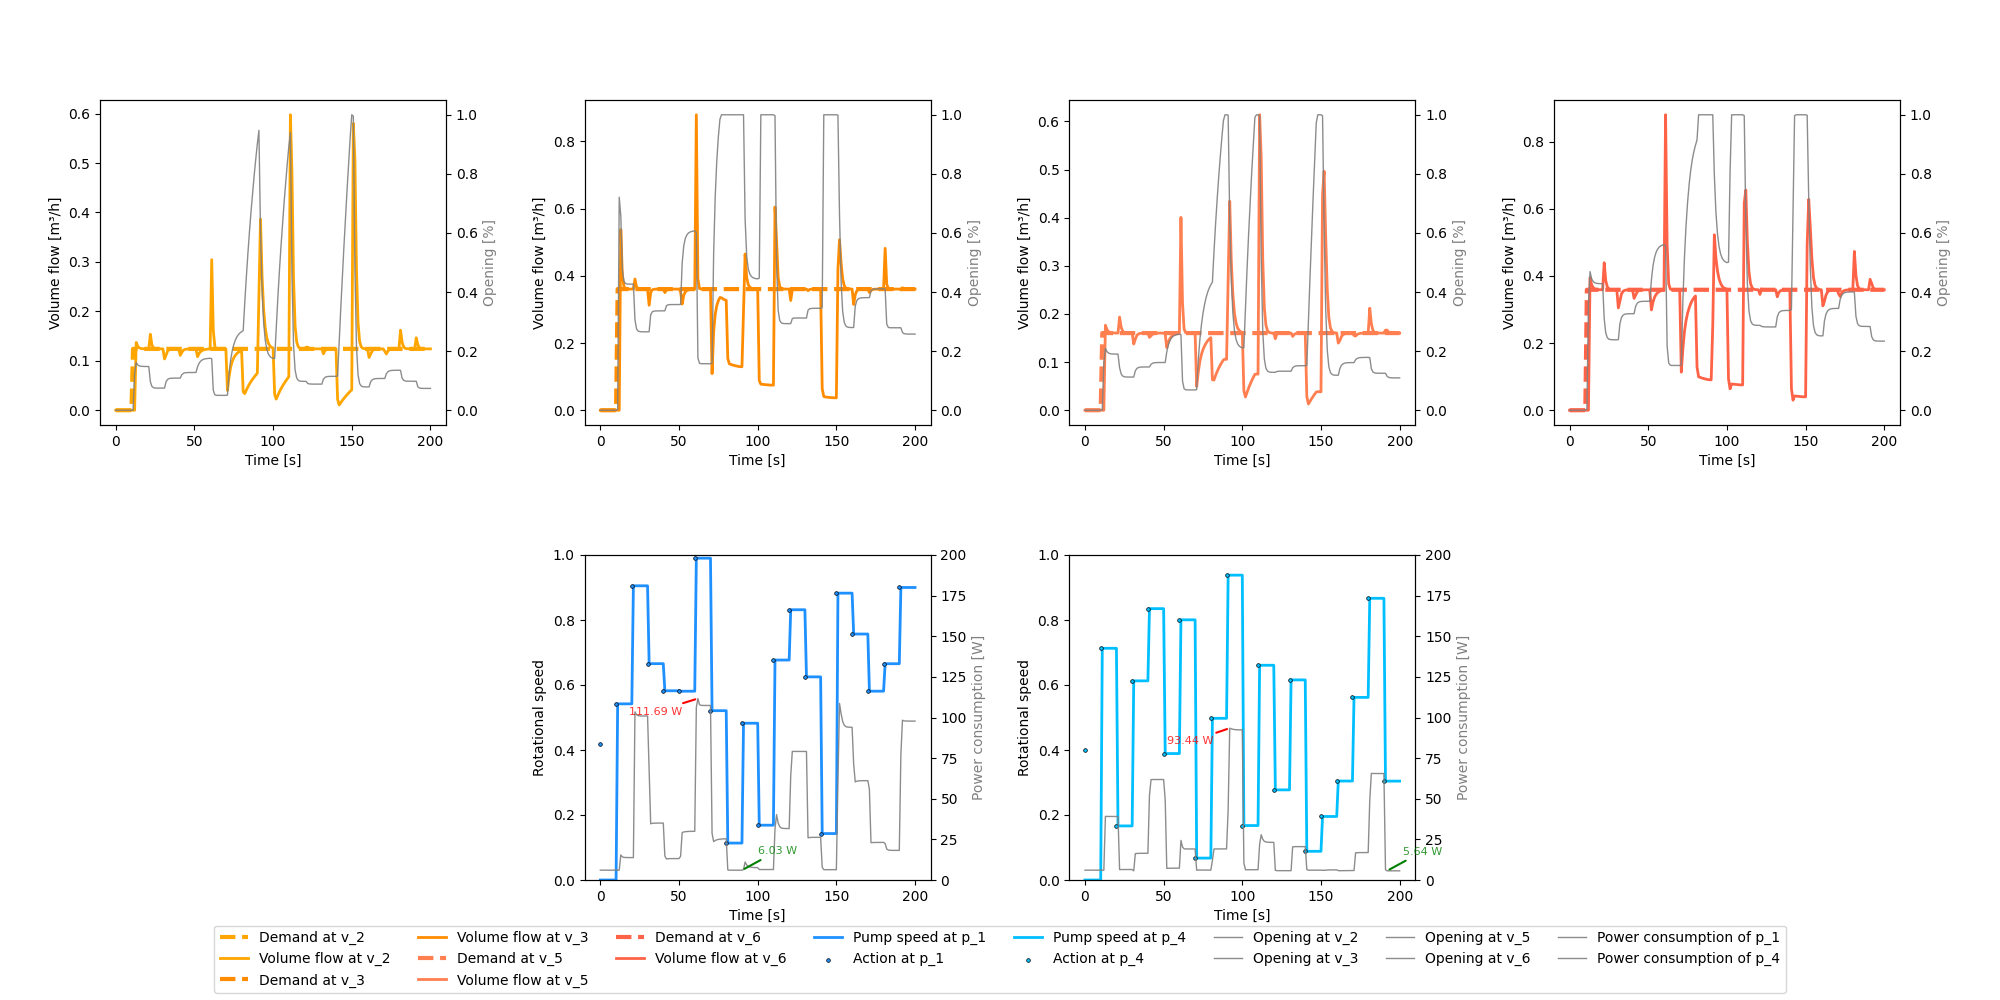 0.6
0.5
0.4
0.3
0.2
0.1
0.0
Volume flow [m³/h]
0 50 100 150 200
Time [s]
1.0
0.8
0.6
0.4
0.2
0.0
Opening [%]
0.8
0.6
0.4
0.2
0.0
Volume flow [m³/h]
0 50 100 150 200
Time [s]
1.0
0.8
0.6
0.4
0.2
0.0
Opening [%]
0.6
0.5
0.4
0.3
0.2
0.1
0.0
Volume flow [m³/h]
0 50 100 150 200
Time [s]
1.0
0.8
0.6
0.4
0.2
0.0
Opening [%]
0.8
0.6
0.4
0.2
0.0
Volume flow [m³/h]
0 50 100 150 200
Time [s]
1.0
0.8
0.6
0.4
0.2
0.0
Opening [%]
1.0
0.8
0.6
0.4
0.2
0.0
Rotational speed
111.69 W
6.03 W
0 50 100 150 200
Time [s]
200
175
150
125
100
75
50
25
0
Power consumption [W]
1.0
0.8
0.6
0.4
0.2
0.0
Rotational speed
93.44 W
5.64 W
0 50 100 150 200
Time [s]
200
175
150
125
100
75
50
25
0
Power consumption [W]
Demand at v_2
Volume flow at v_2
Demand at v_3
Volume flow at v_3
Demand at v_5
Volume flow at v_5
Demand at v_6
Volume flow at v_6
Pump speed at p_1
Action at p_1
Pump speed at p_4
Action at p_4
Opening at v_2
Opening at v_3
Opening at v_5
Opening at v_6
Power consumption of p_1
Power consumption of p_4